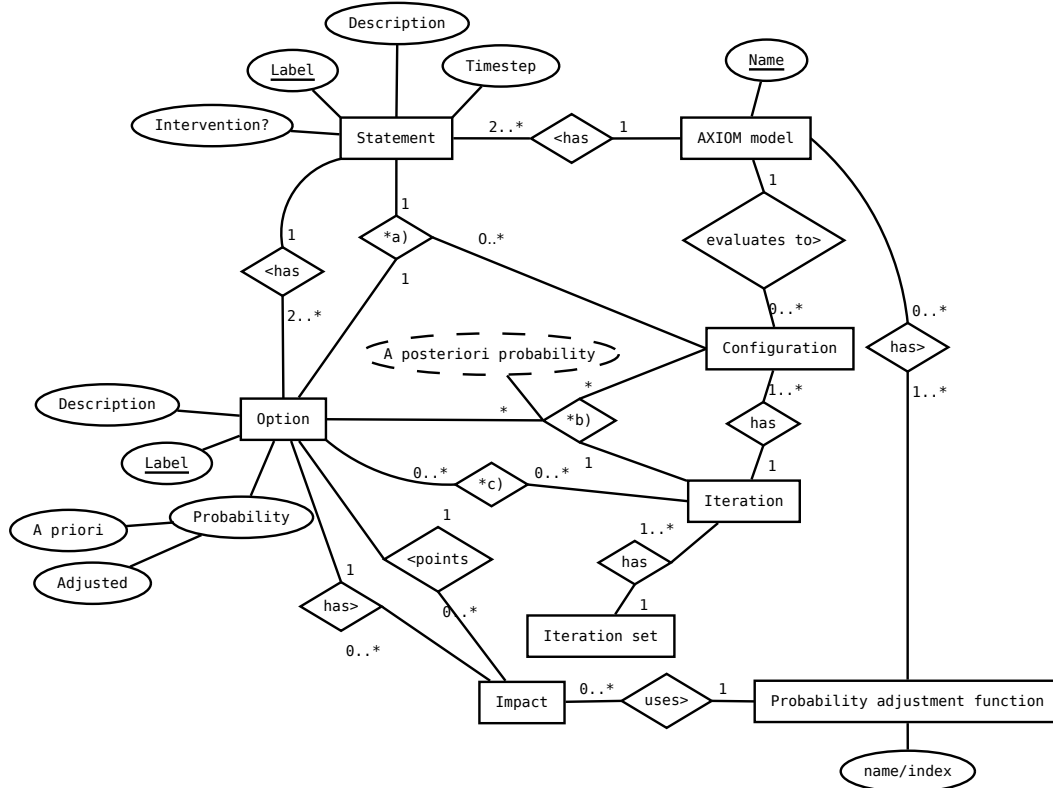 Description
Label
Timestep
Name
Intervention?
Statement
2..*
<has
1
AXIOM model
1
1
*a)
0..*
evaluates to>
1
<has
1
2..*
0..*
0..*
A posteriori probability
Configuration
has>
*
1..*
1..*
Description
Option
*
*b)
has
Label
1
1
0..*
*c)
0..*
Iteration
Probability
A priori
1
1..*
<points
has
Adjusted
1
has>
0..*
1
0..*
Iteration set
Impact
0..*
uses>
1
Probability adjustment function
name/index